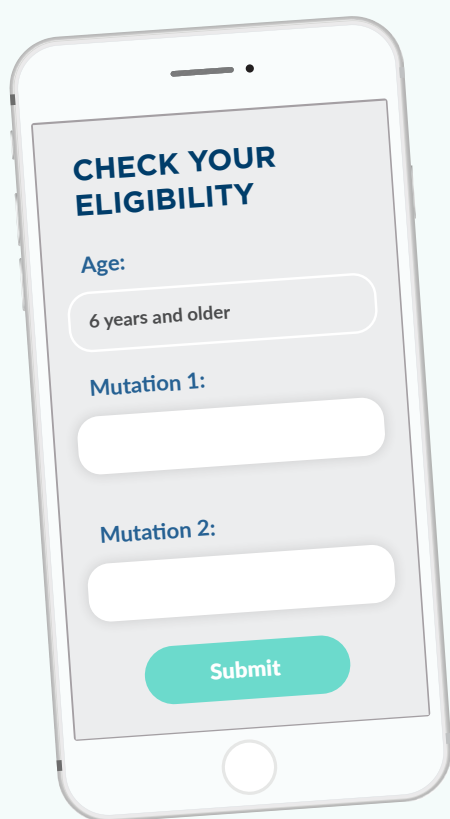 CHECK YOUR
ELIGIBILITY
Age:
6 years and older
Mutation 1:
Mutation 2:
Submit